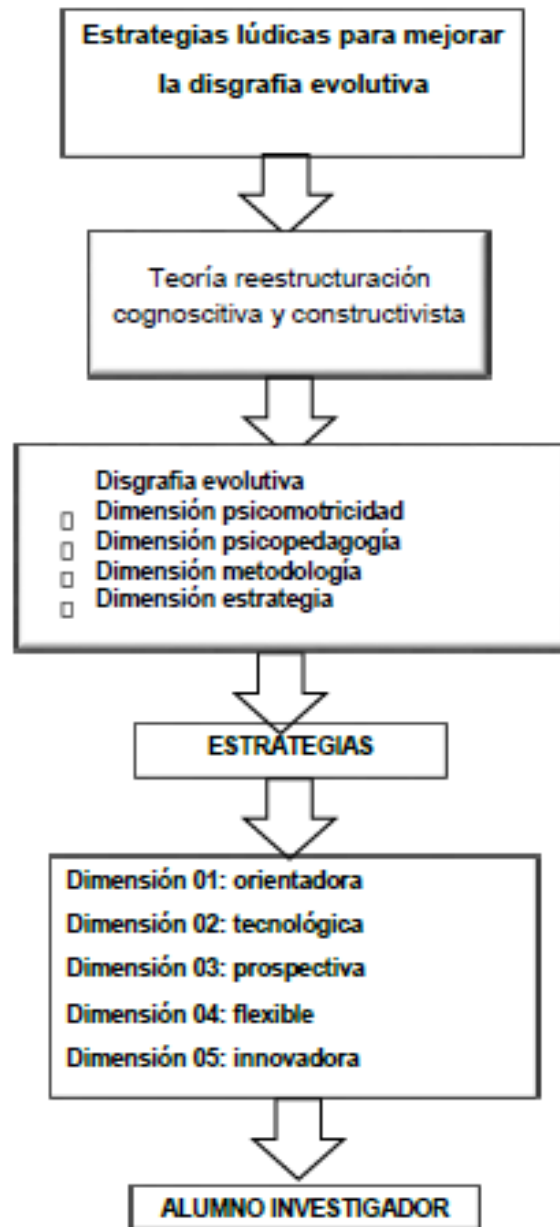 Estrategias lúdicas para mejorar
la disgrafia evolutiva
Teoría reestructuración
cognoscitiva y constructivista
Disgrafia evolutiva
Dimensión psicomotricidad
Dimensión psicopedagogía
Dimensión metodología
Dimensión estrategia
ESTRATEGIAS
Dimensión 01: orientadora
Dimensión 02: tecnológica
Dimensión 03: prospectiva
Dimensión 04: flexible
Dimensión 05: innovadora
ALUMNO INVESTIGADOR